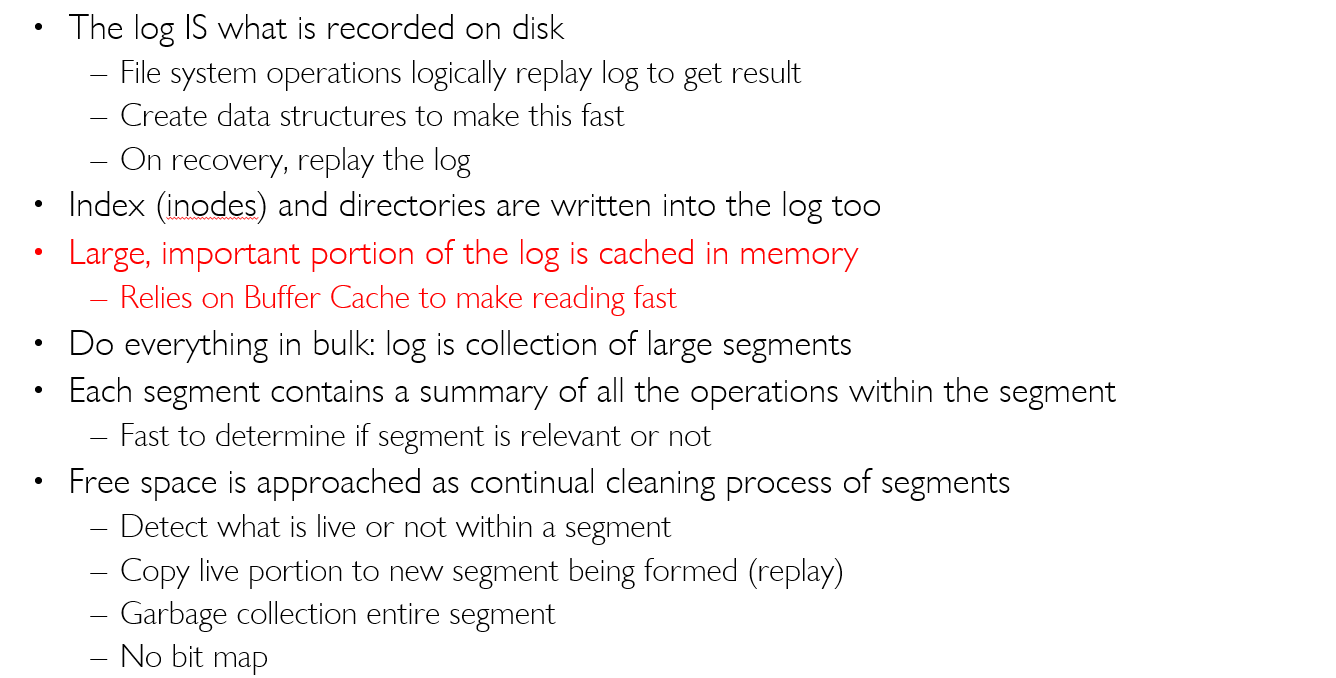 • The log IS what is recorded on disk
– File system operations logically replay log to get result
– Create data structures to make this fast
– On recovery, replay the log
• Index (inodes) and directories are written into the log too
• Large, important portion of the log is cached in memory
– Relies on Buffer Cache to make reading fast
• Do everything in bulk: log is collection of large segments
• Each segment contains a summary of all the operations within the segment
– Fast to determine if segment is relevant or not
• Free space is approached as continual cleaning process of segments
– Detect what is live or not within a segment
– Copy live portion to new segment being formed (replay)
– Garbage collection entire segment
– No bit map